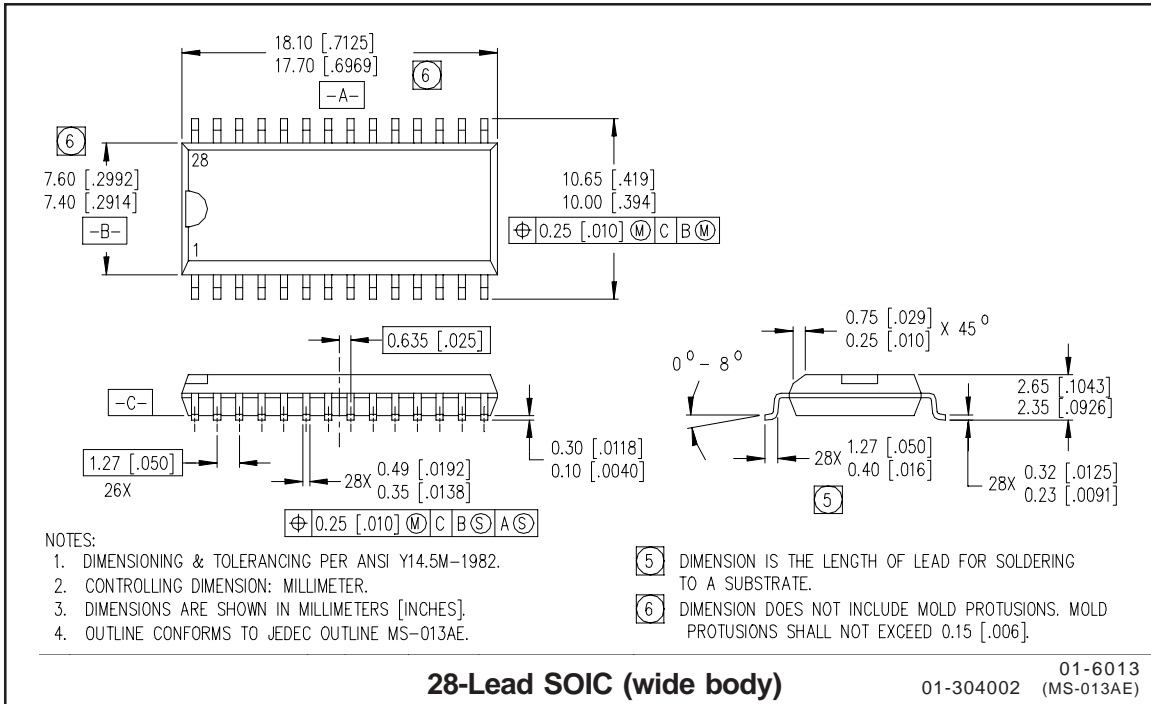 18.10 [.7125]
17.70 [.6969]
6
-A-
6
28
7.60 [.2992]
7.40 [.2914]
-B-
1
10.65 [.419]
10.00 [.394]
⌖ 0.25 [.010] Ⓜ C B Ⓜ
0.635 [.025]
-C-
1.27 [.050]
26X
28X 0.49 [.0192]
0.35 [.0138]
⌖ 0.25 [.010] Ⓜ C B Ⓢ A Ⓢ
0.30 [.0118]
0.10 [.0040]
0.75 [.029]
0.25 [.010] X 45°
0° - 8°
2.65 [.1043]
2.35 [.0926]
28X 1.27 [.050]
0.40 [.016]
5
28X 0.32 [.0125]
0.23 [.0091]
NOTES:
1. DIMENSIONING & TOLERANCING PER ANSI Y14.5M-1982.
2. CONTROLLING DIMENSION: MILLIMETER.
3. DIMENSIONS ARE SHOWN IN MILLIMETERS [INCHES].
4. OUTLINE CONFORMS TO JEDEC OUTLINE MS-013AE.
5 DIMENSION IS THE LENGTH OF LEAD FOR SOLDERING
TO A SUBSTRATE.
6 DIMENSION DOES NOT INCLUDE MOLD PROTUSIONS. MOLD
PROTUSIONS SHALL NOT EXCEED 0.15 [.006].
28-Lead SOIC (wide body)
01-6013
01-304002 (MS-013AE)